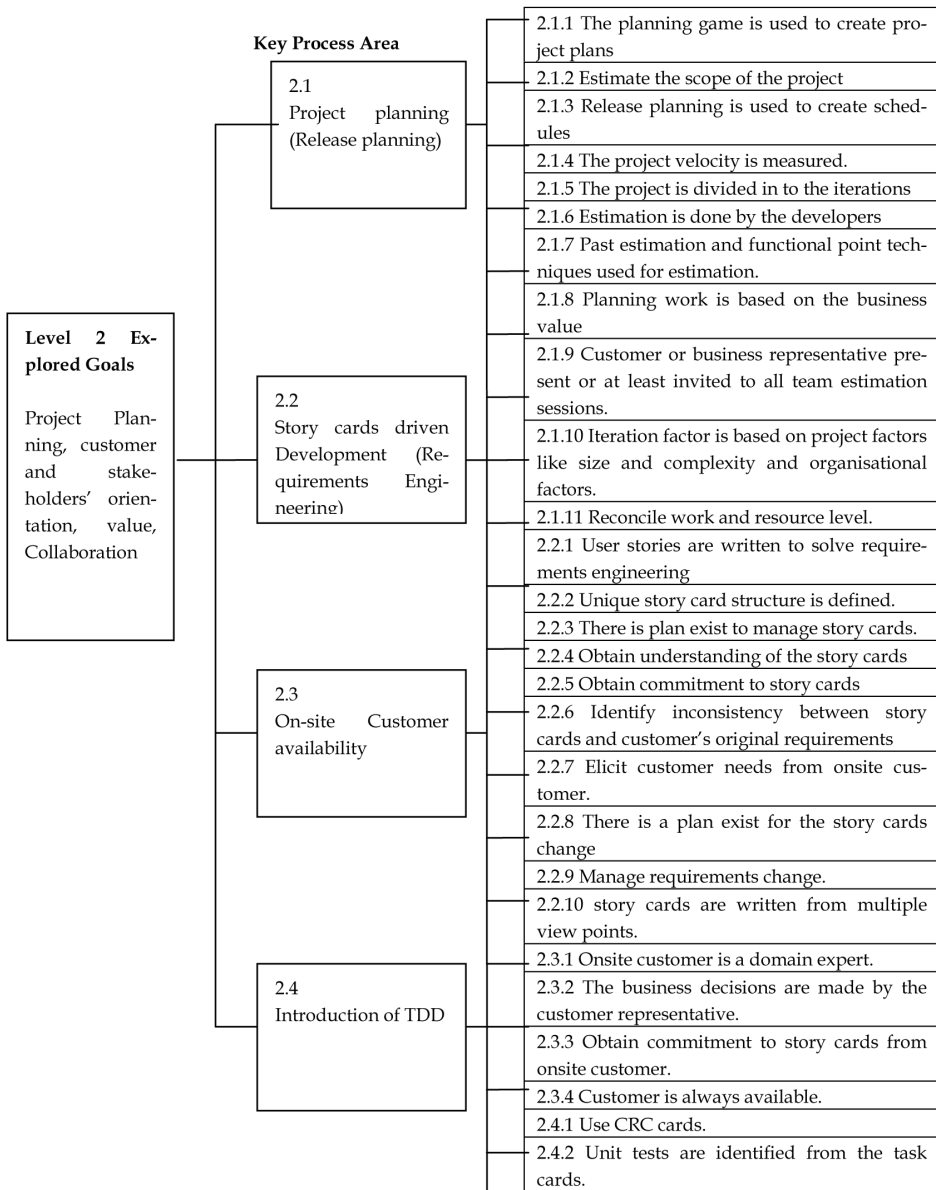 Key Process Area
Level 2 Ex-
plored Goals
Project Plan-
ning, customer
and stake-
holders’ orien-
tation, value,
Collaboration
2.1
Project planning
(Release planning)
2.2
Story cards driven
Development (Re-
quirements Engi-
neering)
2.3
On-site Customer
availability
2.4
Introduction of TDD
2.1.1 The planning game is used to create pro-
ject plans
2.1.2 Estimate the scope of the project
2.1.3 Release planning is used to create sched-
ules
2.1.4 The project velocity is measured.
2.1.5 The project is divided in to the iterations
2.1.6 Estimation is done by the developers
2.1.7 Past estimation and functional point tech-
niques used for estimation.
2.1.8 Planning work is based on the business
value
2.1.9 Customer or business representative pre-
sent or at least invited to all team estimation
sessions.
2.1.10 Iteration factor is based on project factors
like size and complexity and organisational
factors.
2.1.11 Reconcile work and resource level.
2.2.1 User stories are written to solve require-
ments engineering
2.2.2 Unique story card structure is defined.
2.2.3 There is plan exist to manage story cards.
2.2.4 Obtain understanding of the story cards
2.2.5 Obtain commitment to story cards
2.2.6 Identify inconsistency between story
cards and customer’s original requirements
2.2.7 Elicit customer needs from onsite cus-
tomer.
2.2.8 There is a plan exist for the story cards
change
2.2.9 Manage requirements change.
2.2.10 story cards are written from multiple
view points.
2.3.1 Onsite customer is a domain expert.
2.3.2 The business decisions are made by the
customer representative.
2.3.3 Obtain commitment to story cards from
onsite customer.
2.3.4 Customer is always available.
2.4.1 Use CRC cards.
2.4.2 Unit tests are identified from the task
cards.